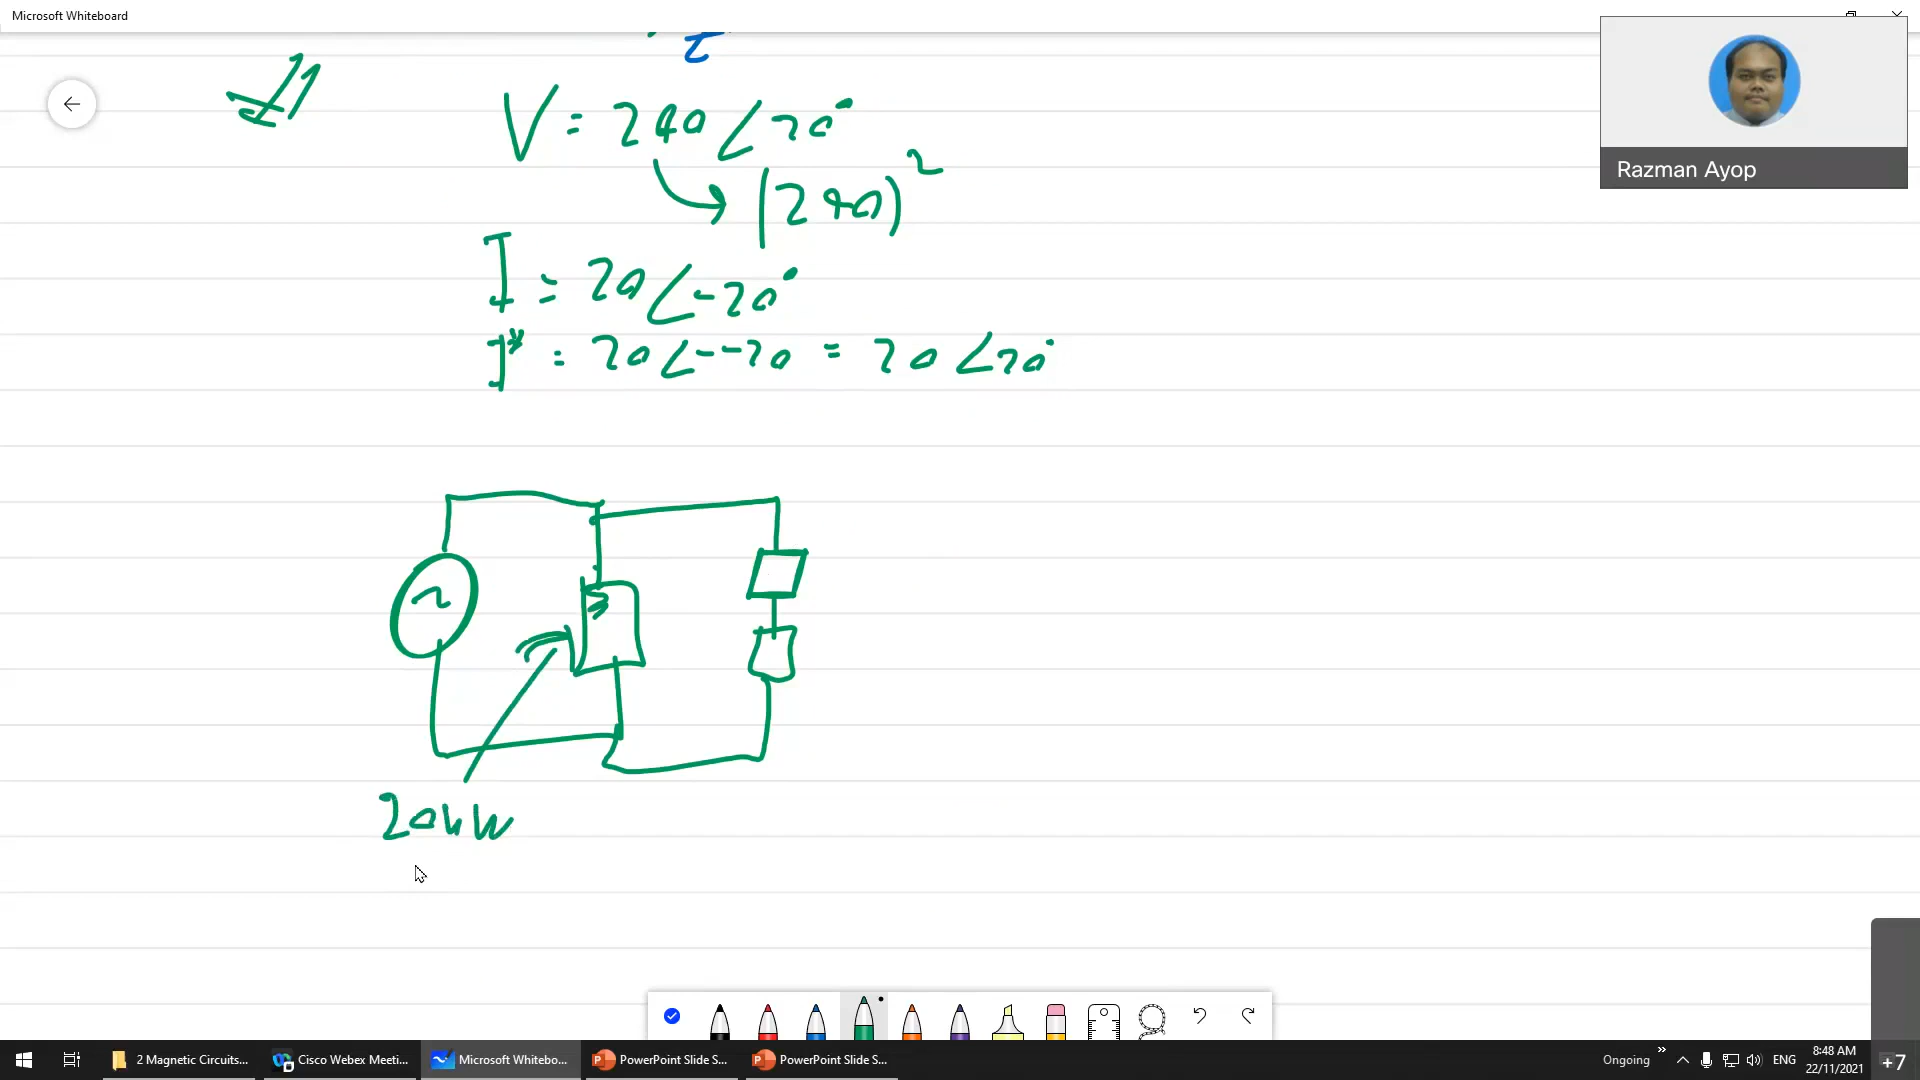 Microsoft Whiteboard
V = 240 ∠20°
(240)²
I = 20 ∠-20°
I* = 20 ∠--20 = 20 ∠20°
20kW
Razman Ayop
2 Magnetic Circuits...
Cisco Webex Meeti...
Microsoft Whitebo...
PowerPoint Slide S...
PowerPoint Slide S...
Ongoing
ENG
8:48 AM
22/11/2021
+7